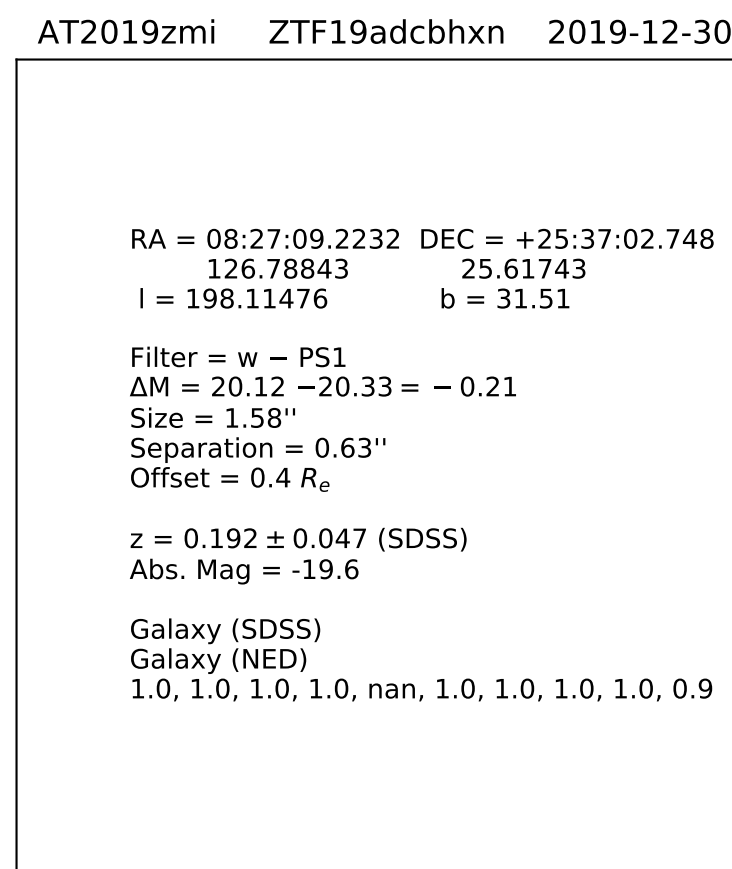 AT2019zmi ZTF19adcbhxn 2019-12-30
RA = 08:27:09.2232 DEC = +25:37:02.748
126.78843 25.61743
l = 198.11476 b = 31.51
Filter = w − PS1
ΔM = 20.12 −20.33 = − 0.21
Size = 1.58''
Separation = 0.63''
Offset = 0.4 Re
z = 0.192 ± 0.047 (SDSS)
Abs. Mag = -19.6
Galaxy (SDSS)
Galaxy (NED)
1.0, 1.0, 1.0, 1.0, nan, 1.0, 1.0, 1.0, 1.0, 0.9